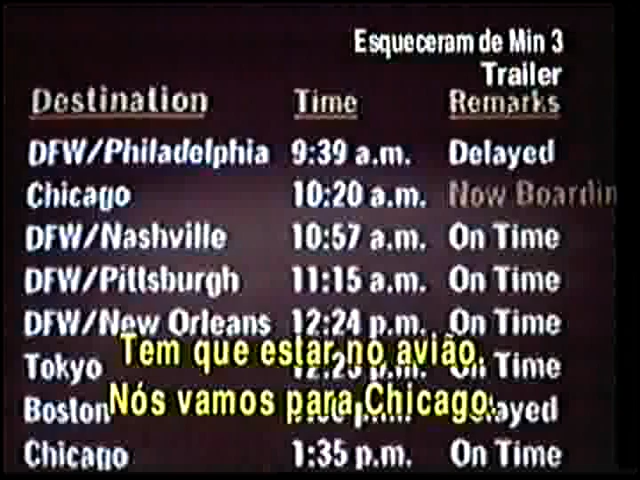 Esqueceram de Min 3
Trailer
Destination Time Remarks
DFW/Philadelphia 9:39 a.m. Delayed
Chicago 10:20 a.m. Now Boardin
DFW/Nashville 10:57 a.m. On Time
DFW/Pittsburgh 11:15 a.m. On Time
DFW/New Orleans 12:24 p.m. On Time
Tokyo p.m. On Time
Tem que estar no avião.
Boston
Nós vamos para Chicago.
Chicago 1:35 p.m. On Time